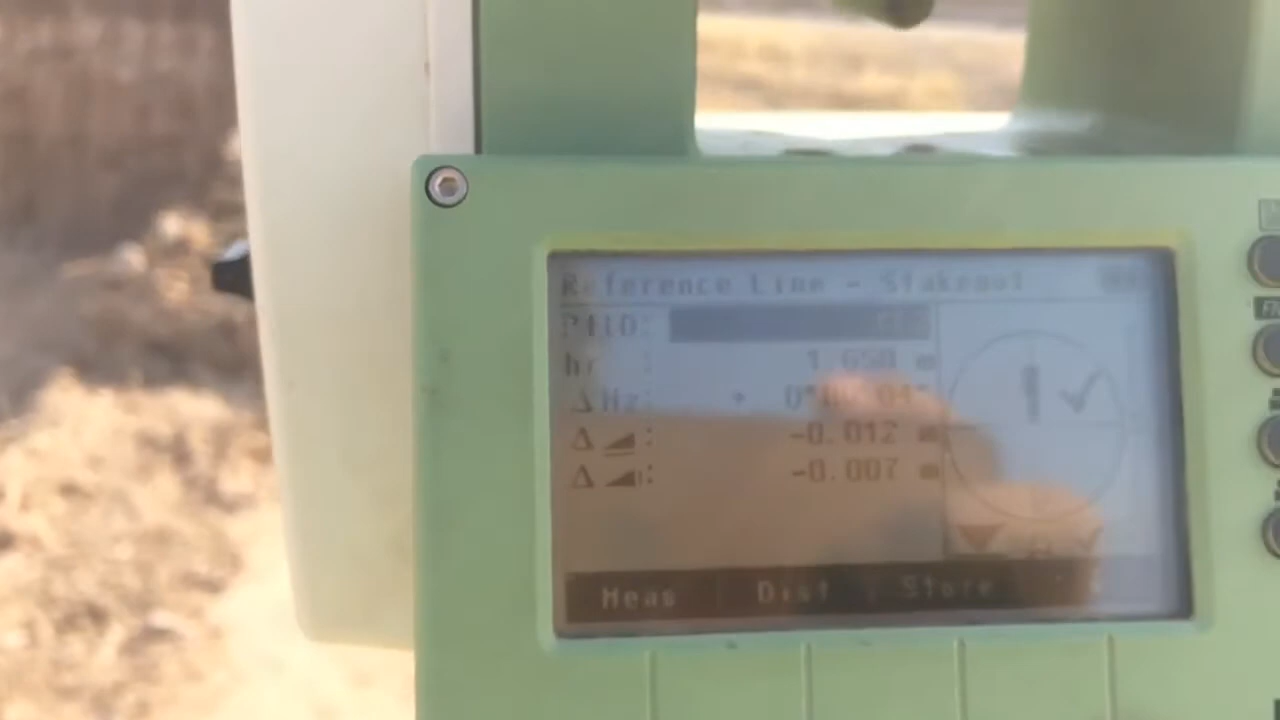 Reference Line - Stakeout
PtID:
hr : 1.650 m
ΔHz:
Δ : -0.012 m
Δ : -0.007 m
Meas Dist Store